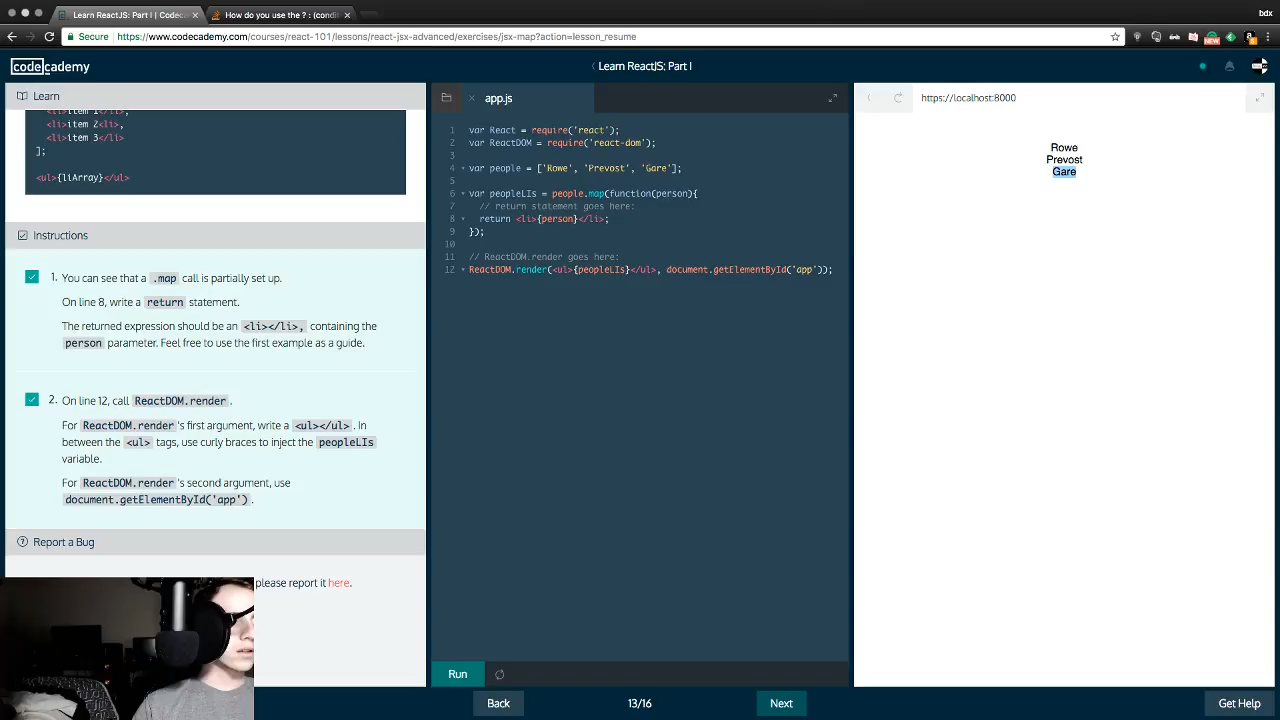 Learn ReactJS: Part I | Codec
How do you use the ? : (condi
bdx
Secure
https://www.codecademy.com/courses/react-101/lessons/react-jsx-advanced/exercises/jsx-map?action=lesson_resume
codecademy
Learn ReactJS: Part I
Learn
<li>item 1</li>,
<li>item 2<li>,
<li>item 3</li>
];
<ul>{liArray}</ul>
Instructions
1. You can see that a .map call is partially set up.
On line 8, write a return statement.
The returned expression should be an <li></li>, containing the
person parameter. Feel free to use the first example as a guide.
2. On line 12, call ReactDOM.render.
For ReactDOM.render's first argument, write a <ul></ul>. In
between the <ul> tags, use curly braces to inject the peopleLIs
variable.
For ReactDOM.render's second argument, use
document.getElementById('app').
Report a Bug
please report it here.
app.js
1 var React = require('react');
2 var ReactDOM = require('react-dom');
3
4 var people = ['Rowe', 'Prevost', 'Gare'];
5
6 var peopleLIs = people.map(function(person){
7 // return statement goes here:
8 return <li>{person}</li>;
9 });
10
11 // ReactDOM.render goes here:
12 ReactDOM.render(<ul>{peopleLIs}</ul>, document.getElementById('app'));
Run
https://localhost:8000
Rowe
Prevost
Gare
Back
13/16
Next
Get Help